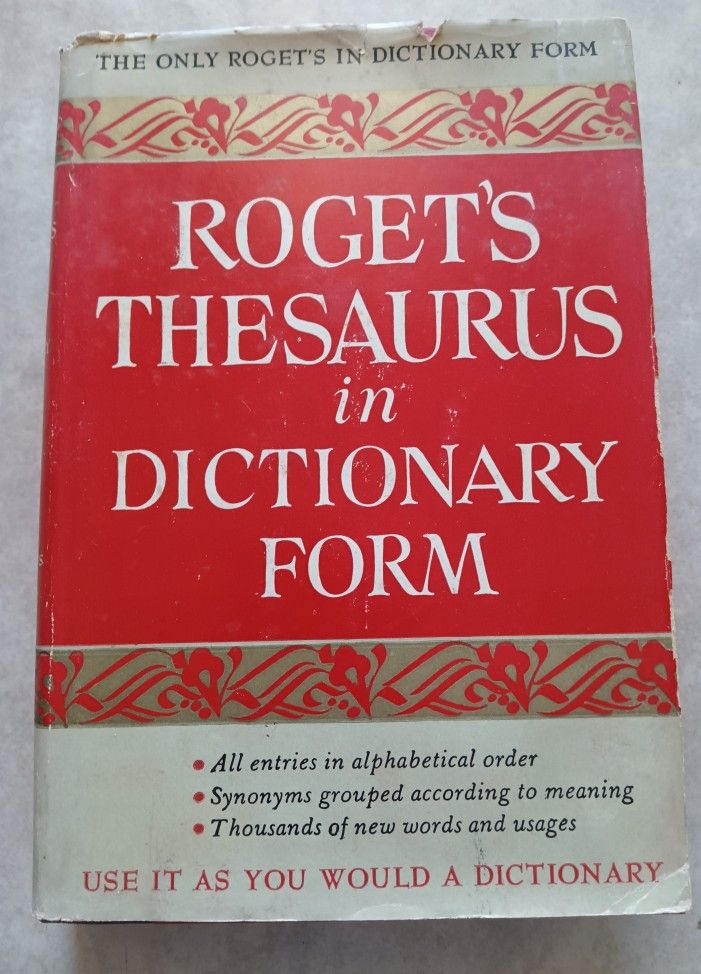 THE ONLY ROGET'S IN DICTIONARY FORM
ROGET'S
THESAURUS
in
DICTIONARY
FORM
• All entries in alphabetical order
• Synonyms grouped according to meaning
• Thousands of new words and usages
USE IT AS YOU WOULD A DICTIONARY